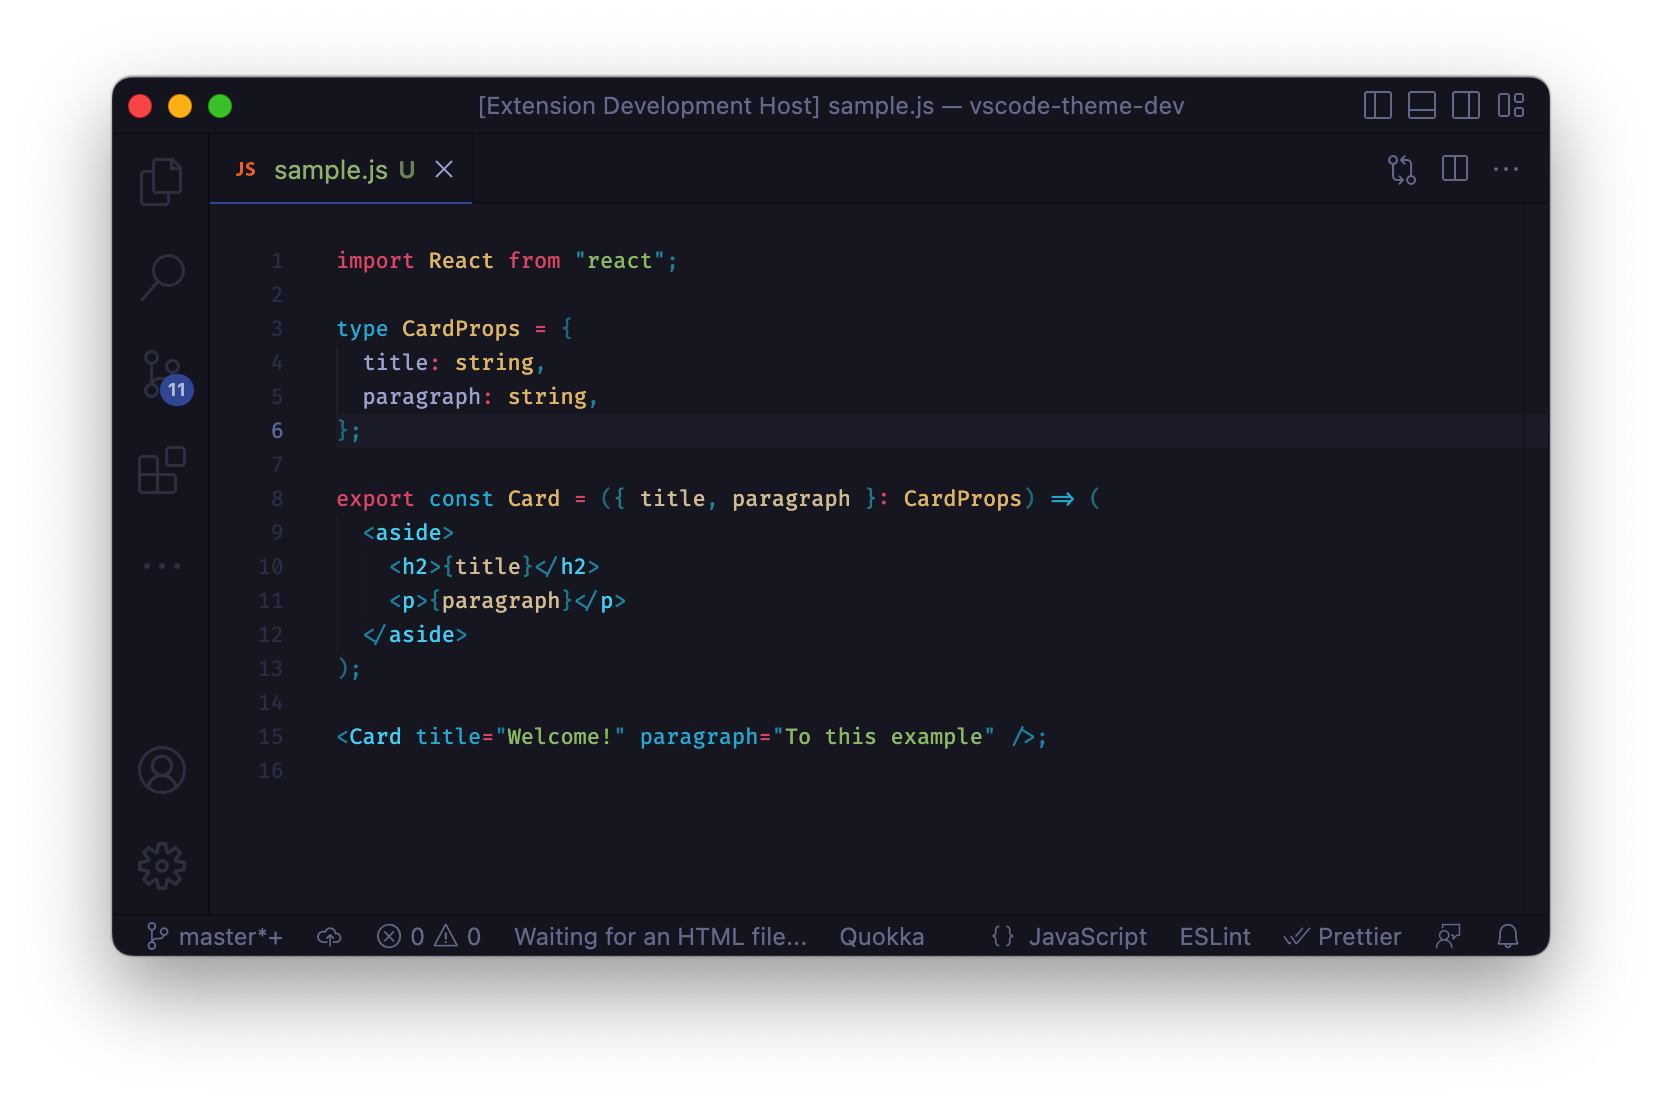 [Extension Development Host] sample.js — vscode-theme-dev
JS sample.js U
11
1 import React from "react";
2
3 type CardProps = {
4   title: string,
5   paragraph: string,
6 };
7
8 export const Card = ({ title, paragraph }: CardProps) => (
9   <aside>
10     <h2>{title}</h2>
11     <p>{paragraph}</p>
12   </aside>
13 );
14
15 <Card title="Welcome!" paragraph="To this example" />;
16
master*+ 0 0 Waiting for an HTML file... Quokka {} JavaScript ESLint Prettier